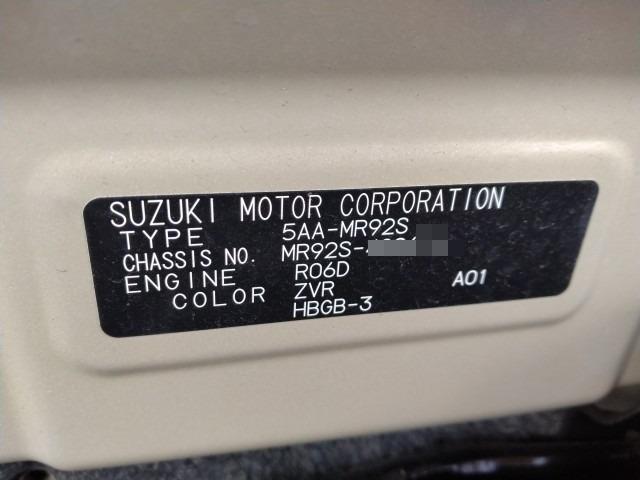 SUZUKI MOTOR CORPORATION
TYPE 5AA-MR92S
CHASSIS NO. MR92S-
ENGINE R06D
COLOR ZVR A01
HBGB-3